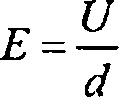 E = U/d